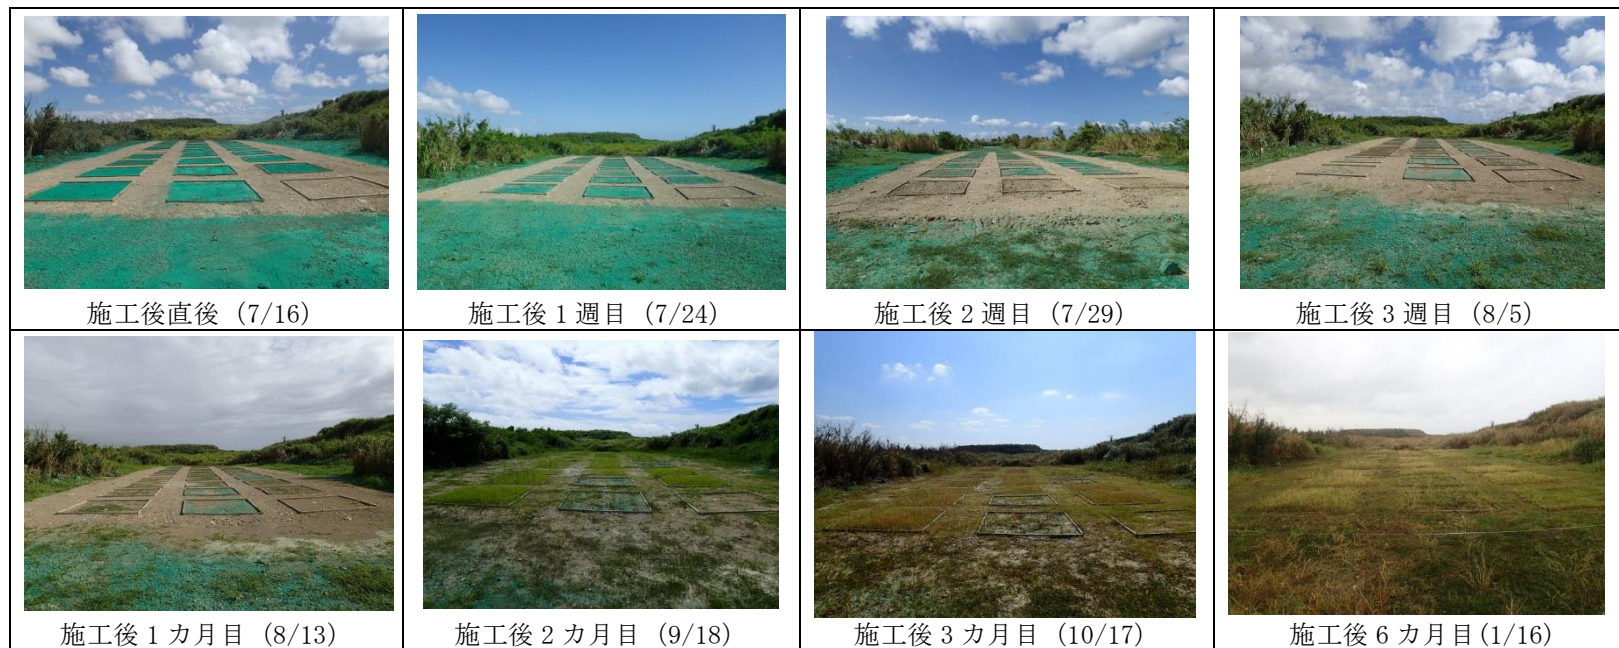 施工後直後 (7/16)
施工後 1 週目 (7/24)
施工後 2 週目 (7/29)
施工後 3 週目 (8/5)
施工後 1 カ月目 (8/13)
施工後 2 カ月目 (9/18)
施工後 3 カ月目 (10/17)
施工後 6 カ月目(1/16)